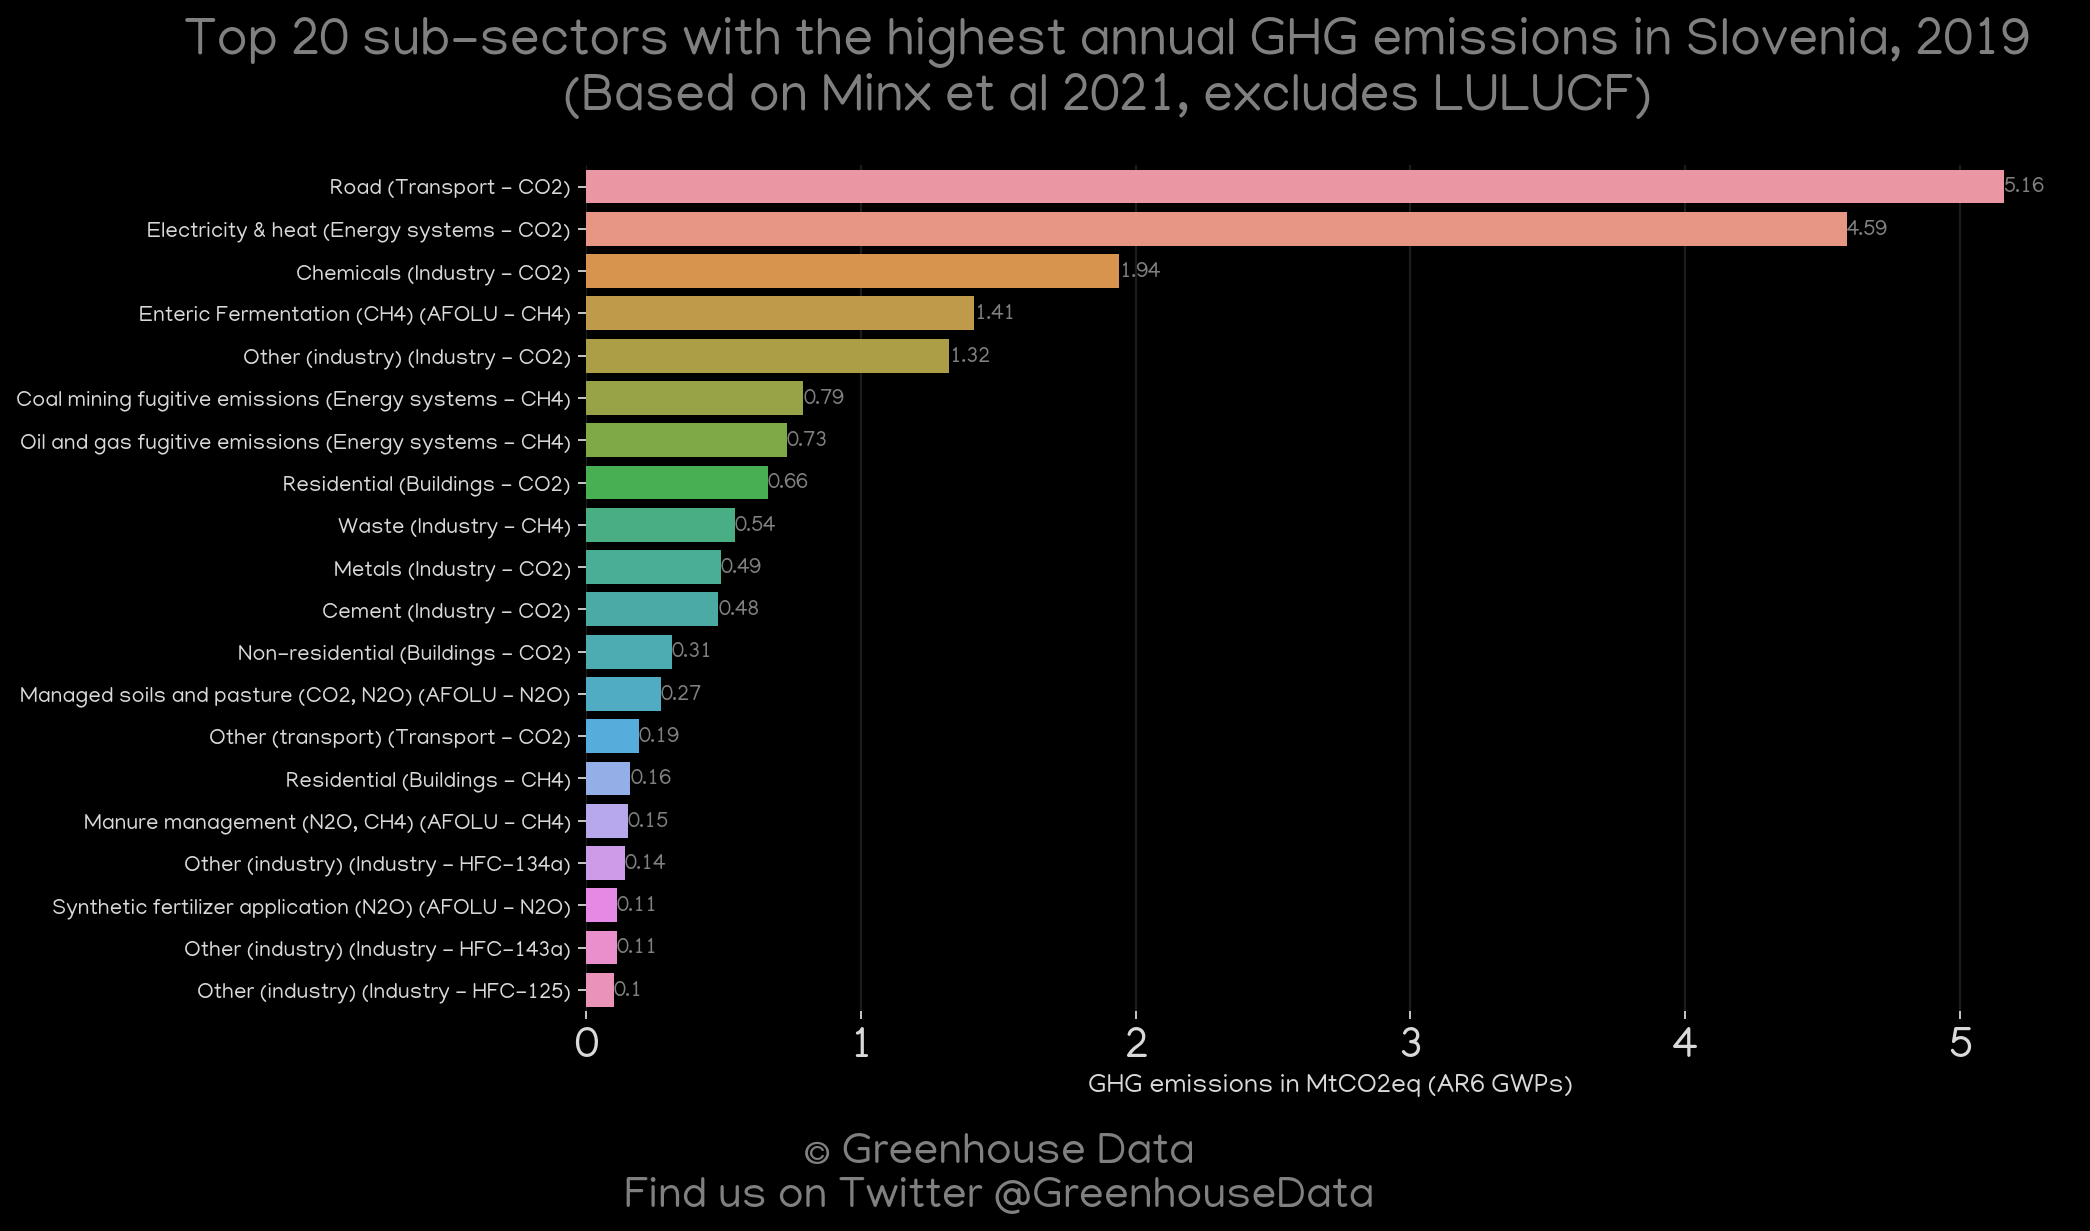 Top 20 sub-sectors with the highest annual GHG emissions in Slovenia, 2019
(Based on Minx et al 2021, excludes LULUCF)
Road (Transport - CO2) 5.16
Electricity & heat (Energy systems - CO2) 4.59
Chemicals (Industry - CO2) 1.94
Enteric Fermentation (CH4) (AFOLU - CH4) 1.41
Other (industry) (Industry - CO2) 1.32
Coal mining fugitive emissions (Energy systems - CH4) 0.79
Oil and gas fugitive emissions (Energy systems - CH4) 0.73
Residential (Buildings - CO2) 0.66
Waste (Industry - CH4) 0.54
Metals (Industry - CO2) 0.49
Cement (Industry - CO2) 0.48
Non-residential (Buildings - CO2) 0.31
Managed soils and pasture (CO2, N2O) (AFOLU - N2O) 0.27
Other (transport) (Transport - CO2) 0.19
Residential (Buildings - CH4) 0.16
Manure management (N2O, CH4) (AFOLU - CH4) 0.15
Other (industry) (Industry - HFC-134a) 0.14
Synthetic fertilizer application (N2O) (AFOLU - N2O) 0.11
Other (industry) (Industry - HFC-143a) 0.11
Other (industry) (Industry - HFC-125) 0.1
0 1 2 3 4 5
GHG emissions in MtCO2eq (AR6 GWPs)
© Greenhouse Data
Find us on Twitter @GreenhouseData